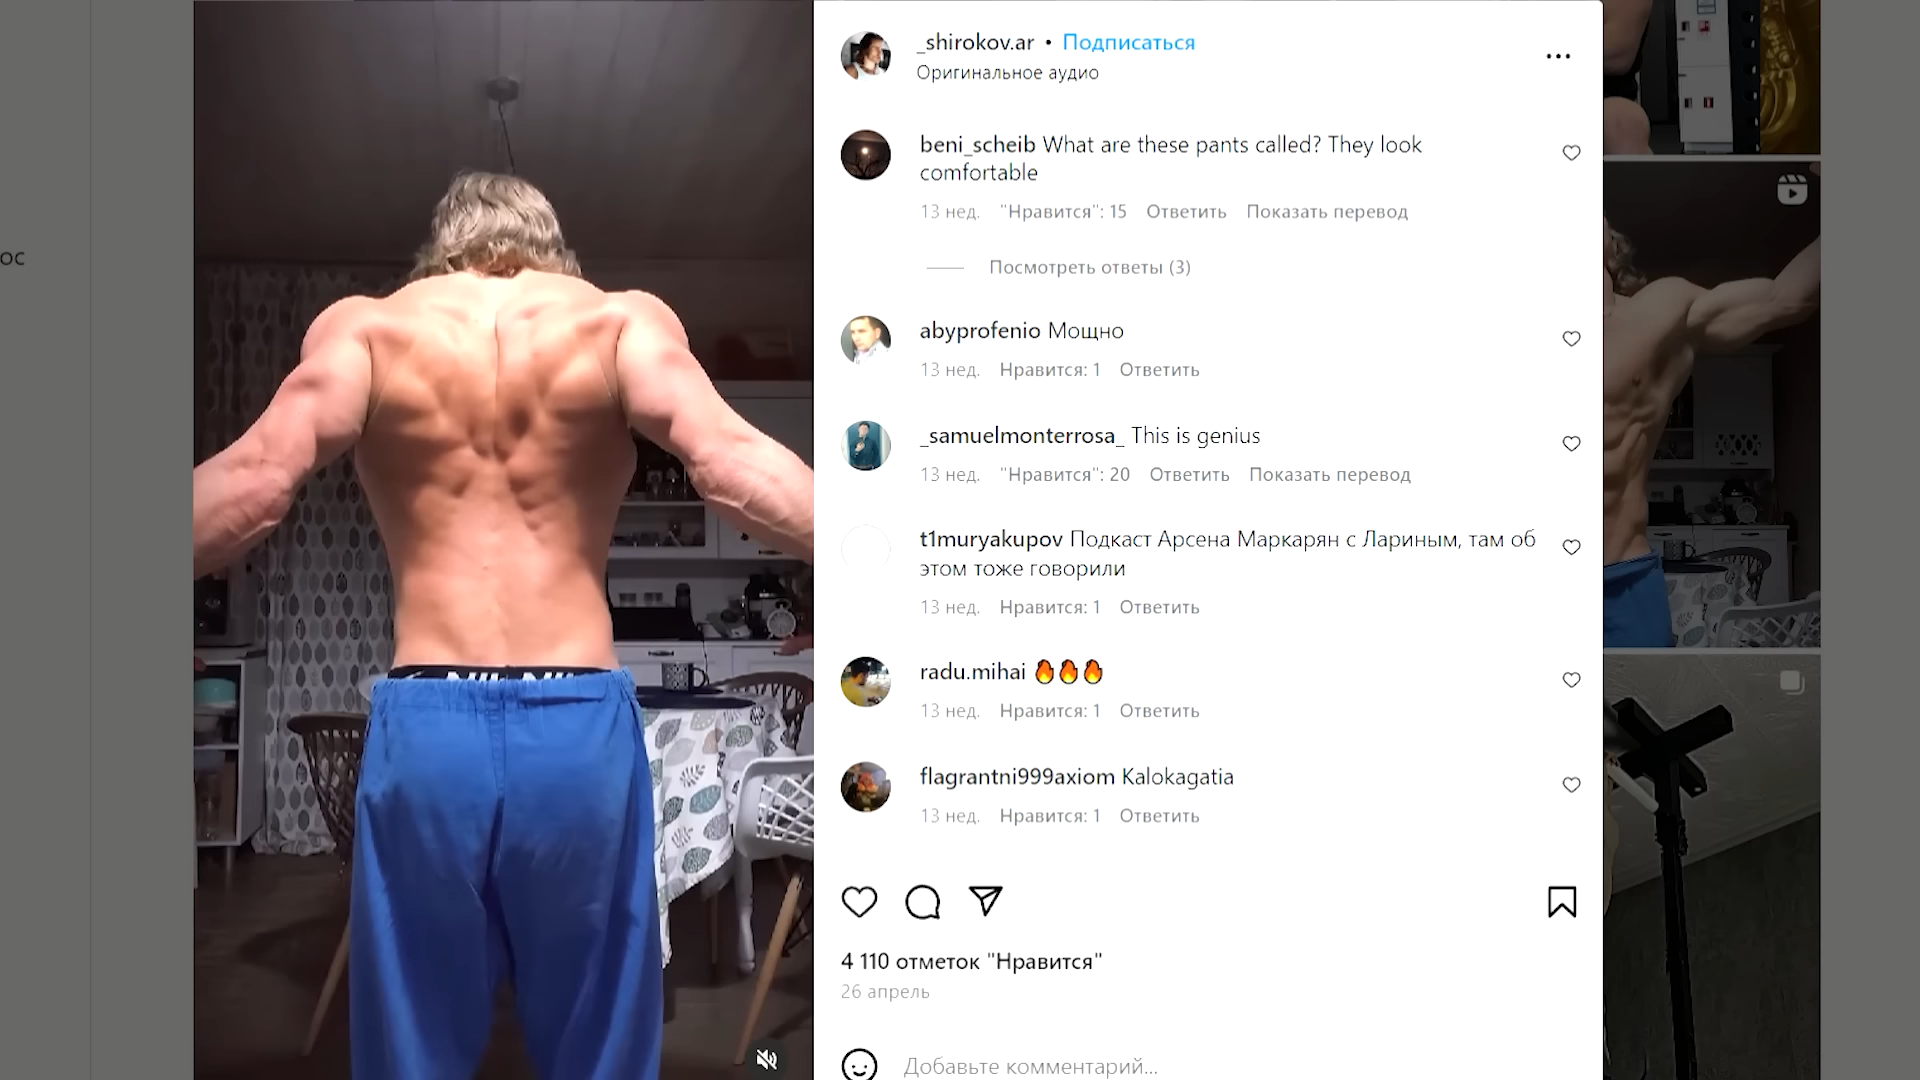 ос
_shirokov.ar • Подписаться
Оригинальное аудио
beni_scheib What are these pants called? They look
comfortable
13 нед. "Нравится": 15 Ответить Показать перевод
Посмотреть ответы (3)
abyprofenio Мощно
13 нед. Нравится: 1 Ответить
_samuelmonterrosa_ This is genius
13 нед. "Нравится": 20 Ответить Показать перевод
t1muryakupov Подкаст Арсена Маркарян с Лариным, там об
этом тоже говорили
13 нед. Нравится: 1 Ответить
radu.mihai 🔥🔥🔥
13 нед. Нравится: 1 Ответить
flagrantni999axiom Kalokagatia
13 нед. Нравится: 1 Ответить
4 110 отметок "Нравится"
26 апрель
Добавьте комментарий...